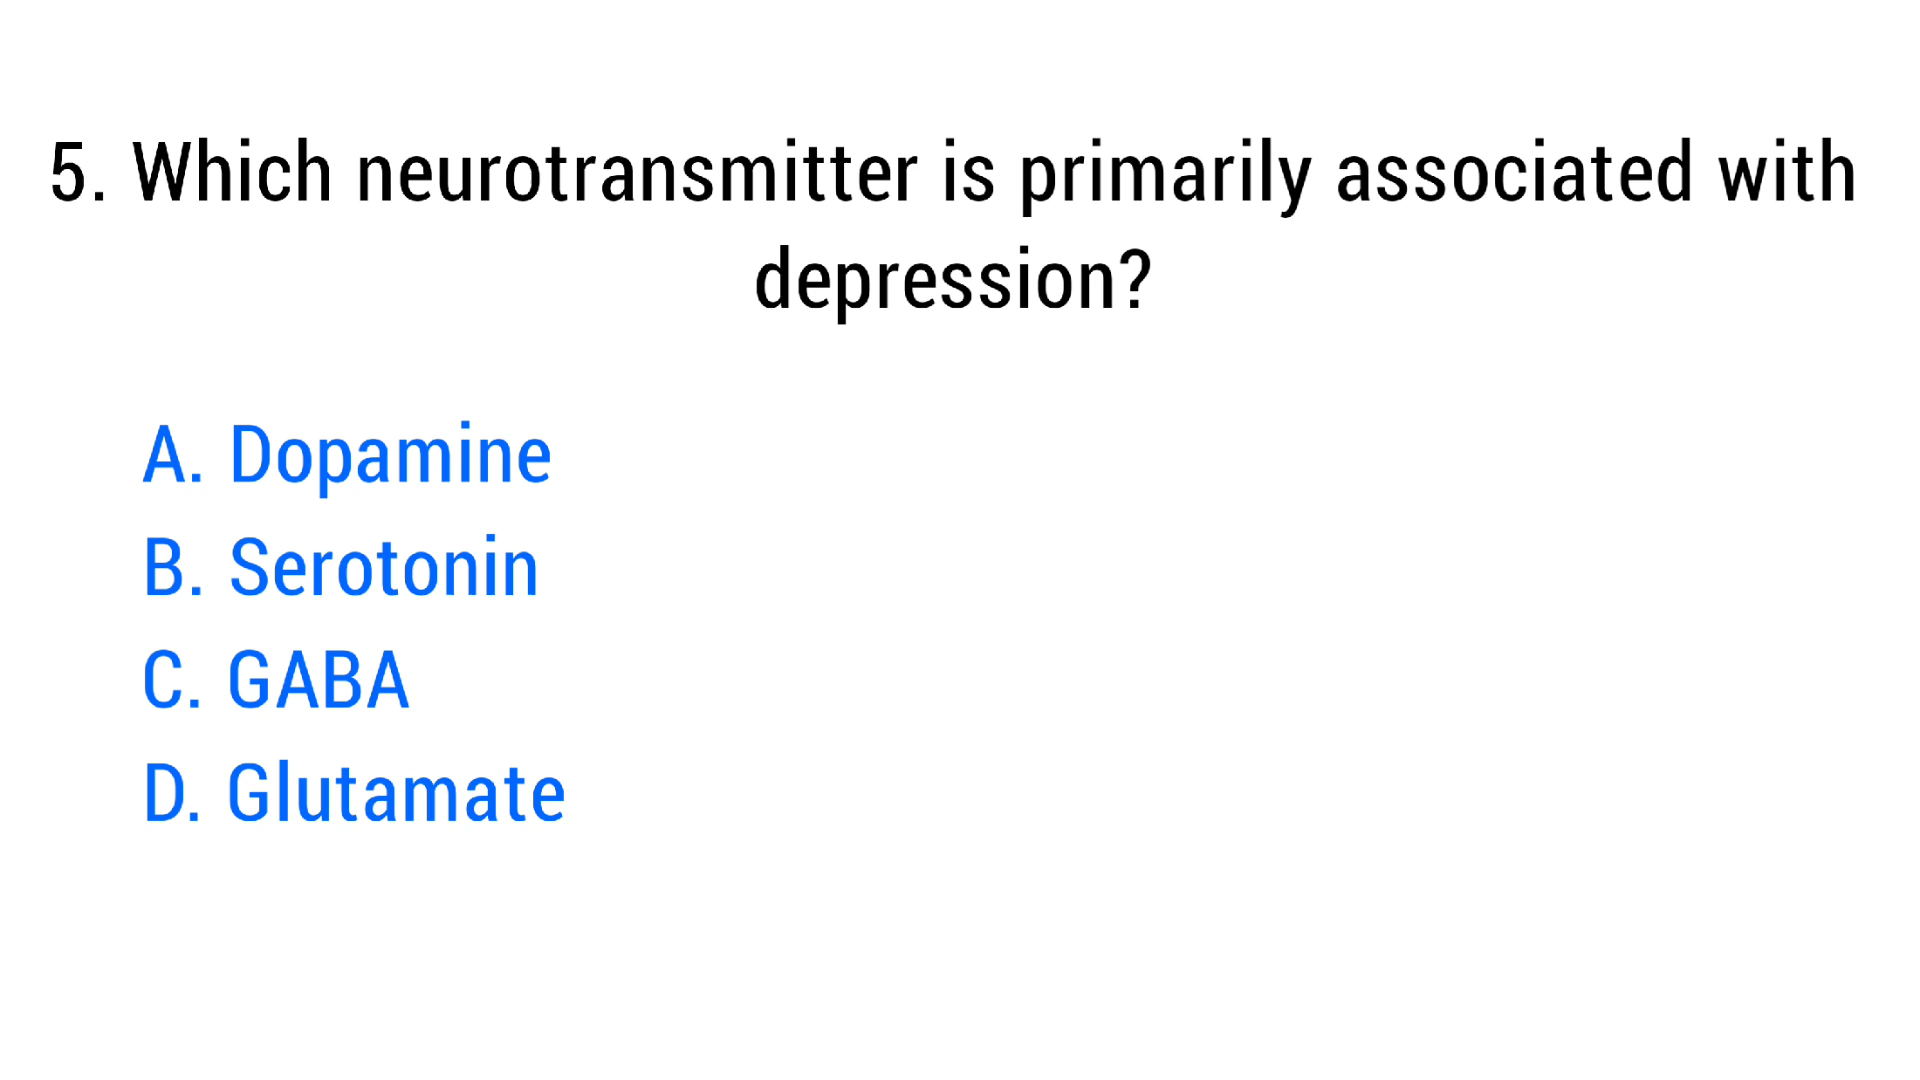 5. Which neurotransmitter is primarily associated with
depression?
A. Dopamine
B. Serotonin
C. GABA
D. Glutamate